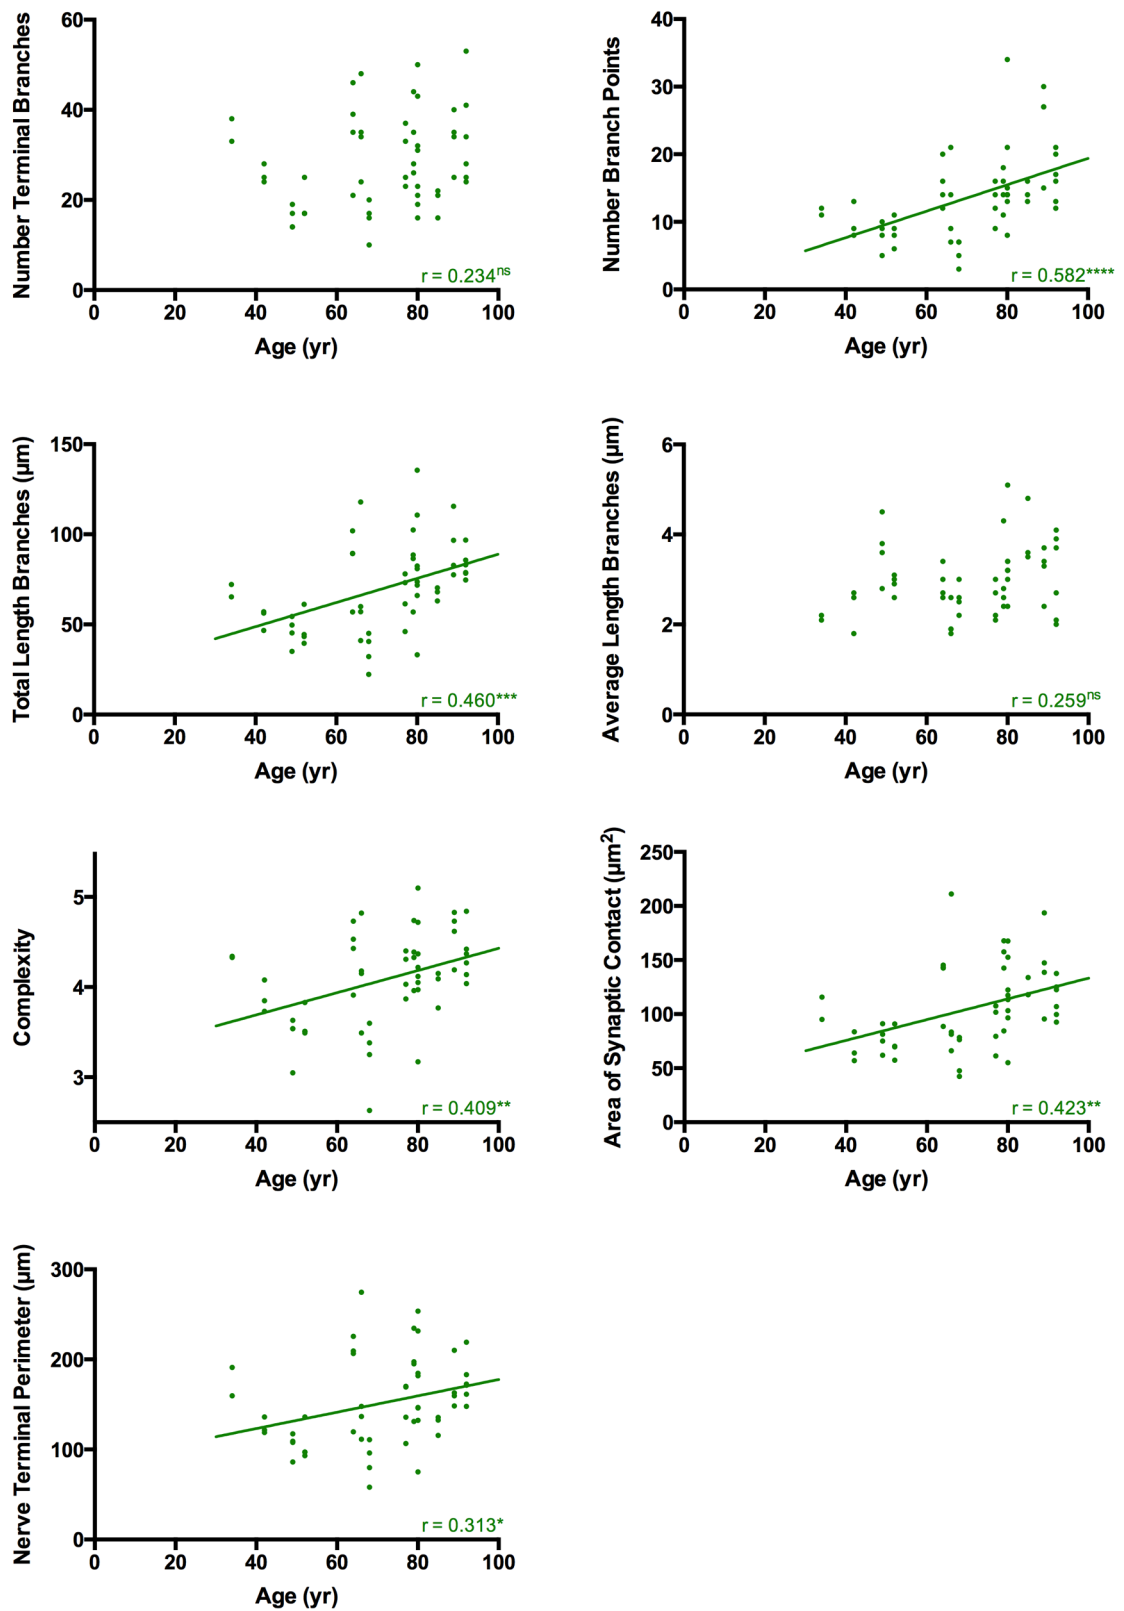 Number Terminal Branches
60
40
20
0
0 20 40 60 80 100
Age (yr)
r = 0.234ns
Number Branch Points
40
30
20
10
0
0 20 40 60 80 100
Age (yr)
r = 0.582****
Total Length Branches (µm)
150
100
50
0
0 20 40 60 80 100
Age (yr)
r = 0.460***
Average Length Branches (µm)
6
4
2
0
0 20 40 60 80 100
Age (yr)
r = 0.259ns
Complexity
5
4
3
0 20 40 60 80 100
Age (yr)
r = 0.409**
Area of Synaptic Contact (µm2)
250
200
150
100
50
0
0 20 40 60 80 100
Age (yr)
r = 0.423**
Nerve Terminal Perimeter (µm)
300
200
100
0
0 20 40 60 80 100
Age (yr)
r = 0.313*